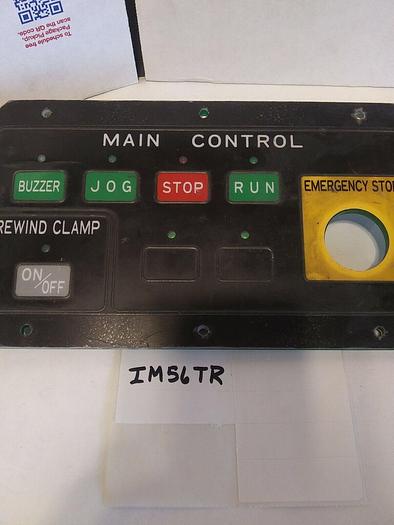 To schedule free
Package Pickup,
scan the QR code.
MAIN CONTROL
BUZZER JOG STOP RUN
EMERGENCY STO
REWIND CLAMP
ON/OFF
IM56TR